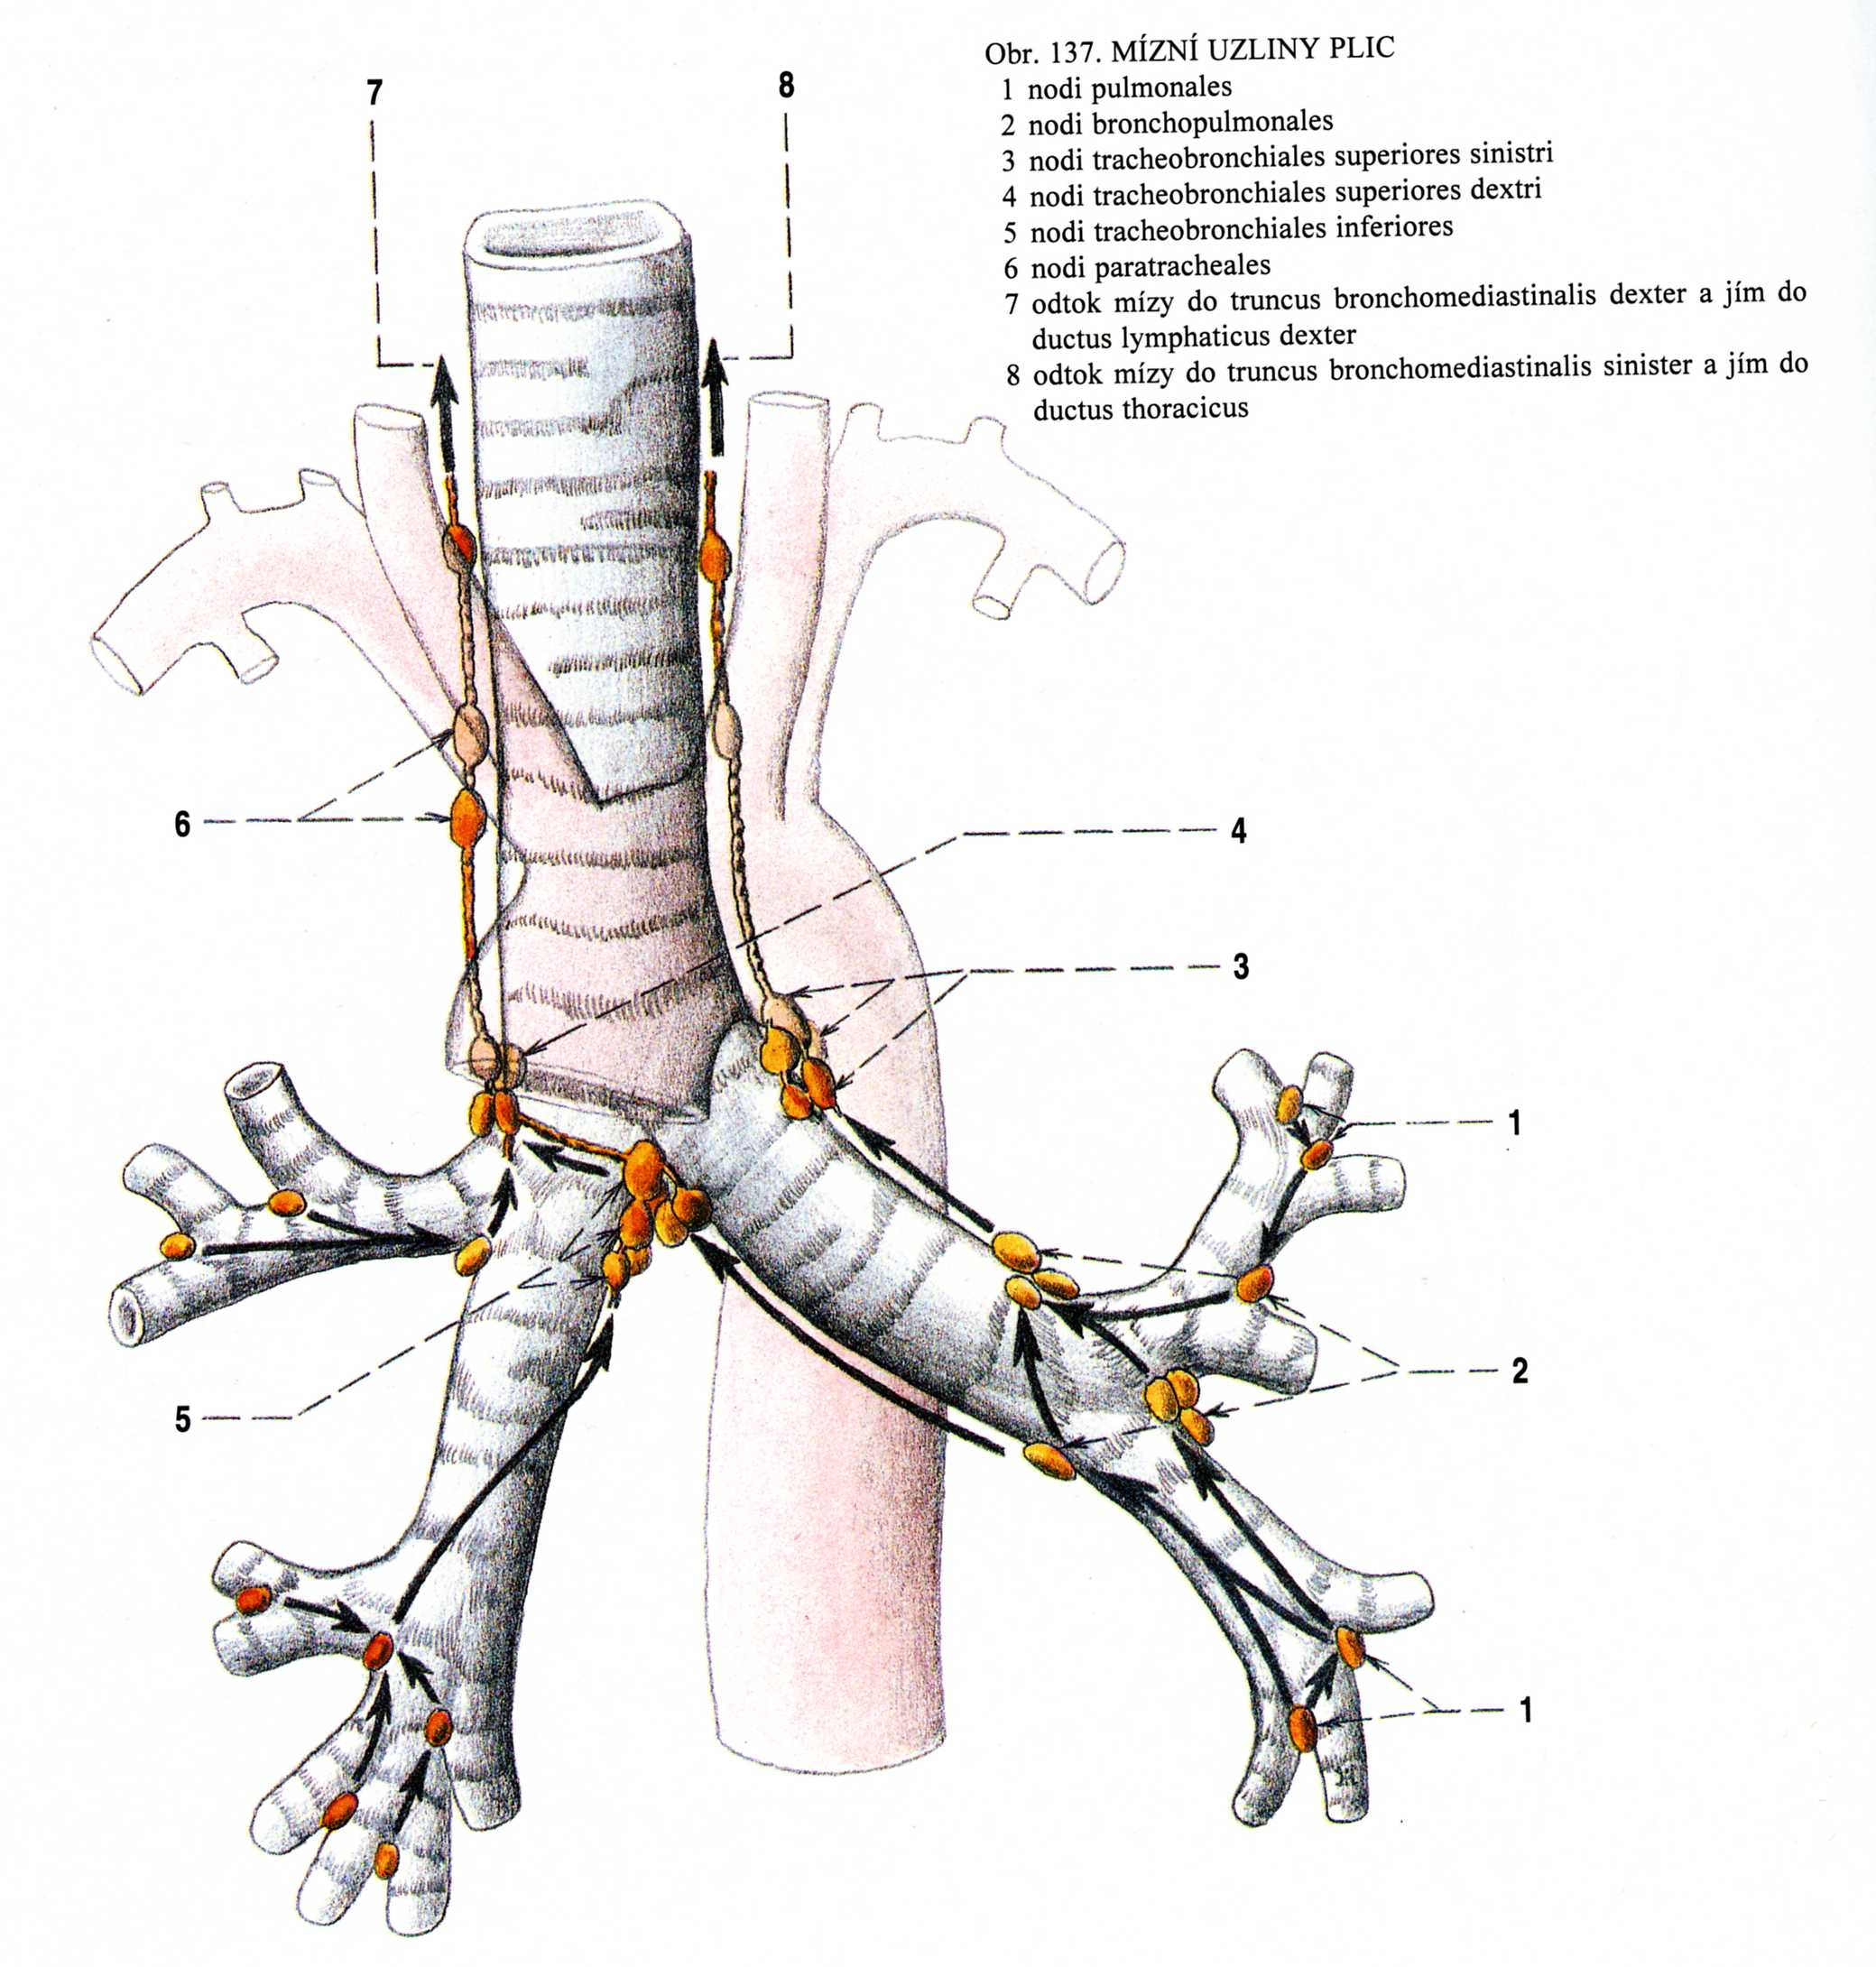 Obr. 137. MÍZNÍ UZLINY PLIC
1 nodi pulmonales
2 nodi bronchopulmonales
3 nodi tracheobronchiales superiores sinistri
4 nodi tracheobronchiales superiores dextri
5 nodi tracheobronchiales inferiores
6 nodi paratracheales
7 odtok mízy do truncus bronchomediastinalis dexter a jím do
ductus lymphaticus dexter
8 odtok mízy do truncus bronchomediastinalis sinister a jím do
ductus thoracicus
7
8
6
4
3
1
2
5
1